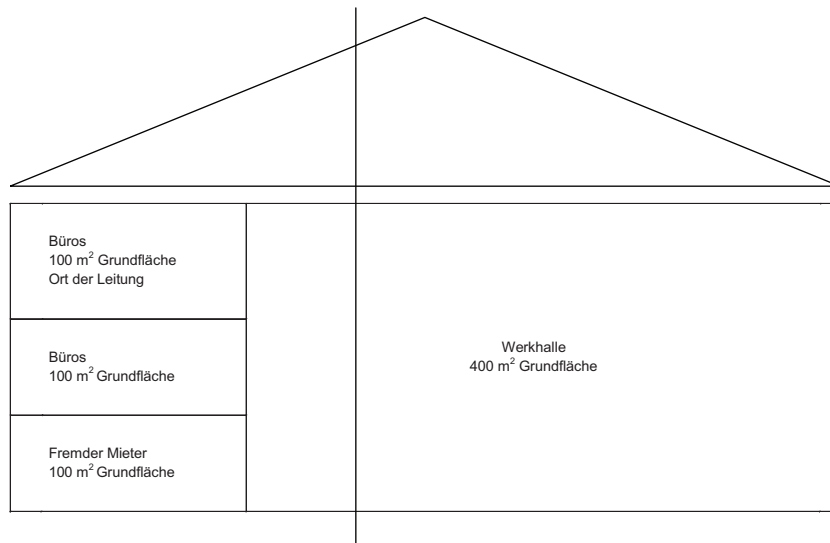 Büros
100 m² Grundfläche
Ort der Leitung
Büros
100 m² Grundfläche
Fremder Mieter
100 m² Grundfläche
Werkhalle
400 m² Grundfläche